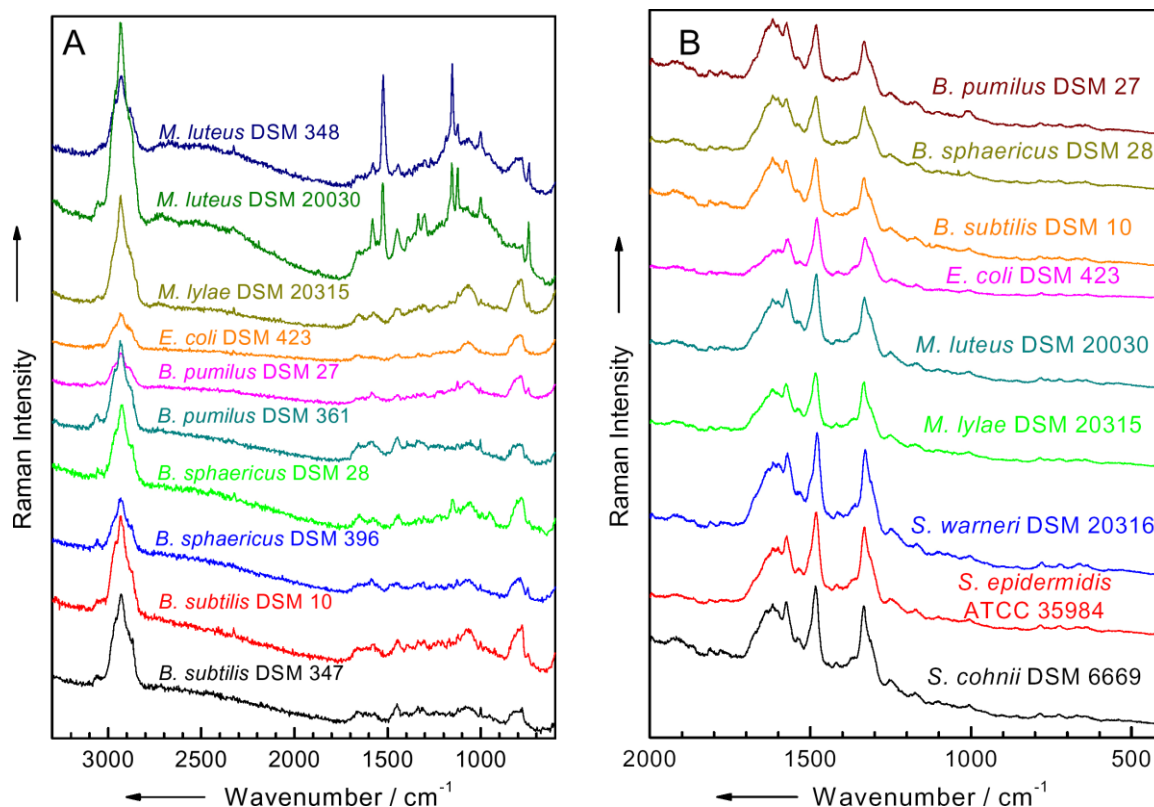 A
M. luteus DSM 348
M. luteus DSM 20030
M. lylae DSM 20315
E. coli DSM 423
B. pumilus DSM 27
B. pumilus DSM 361
B. sphaericus DSM 28
B. sphaericus DSM 396
B. subtilis DSM 10
B. subtilis DSM 347
Raman Intensity
3000 2500 2000 1500 1000
Wavenumber / cm⁻¹
B
B. pumilus DSM 27
B. sphaericus DSM 28
B. subtilis DSM 10
E. coli DSM 423
M. luteus DSM 20030
M. lylae DSM 20315
S. warneri DSM 20316
S. epidermidis
ATCC 35984
S. cohnii DSM 6669
Raman Intensity
2000 1500 1000 500
Wavenumber / cm⁻¹